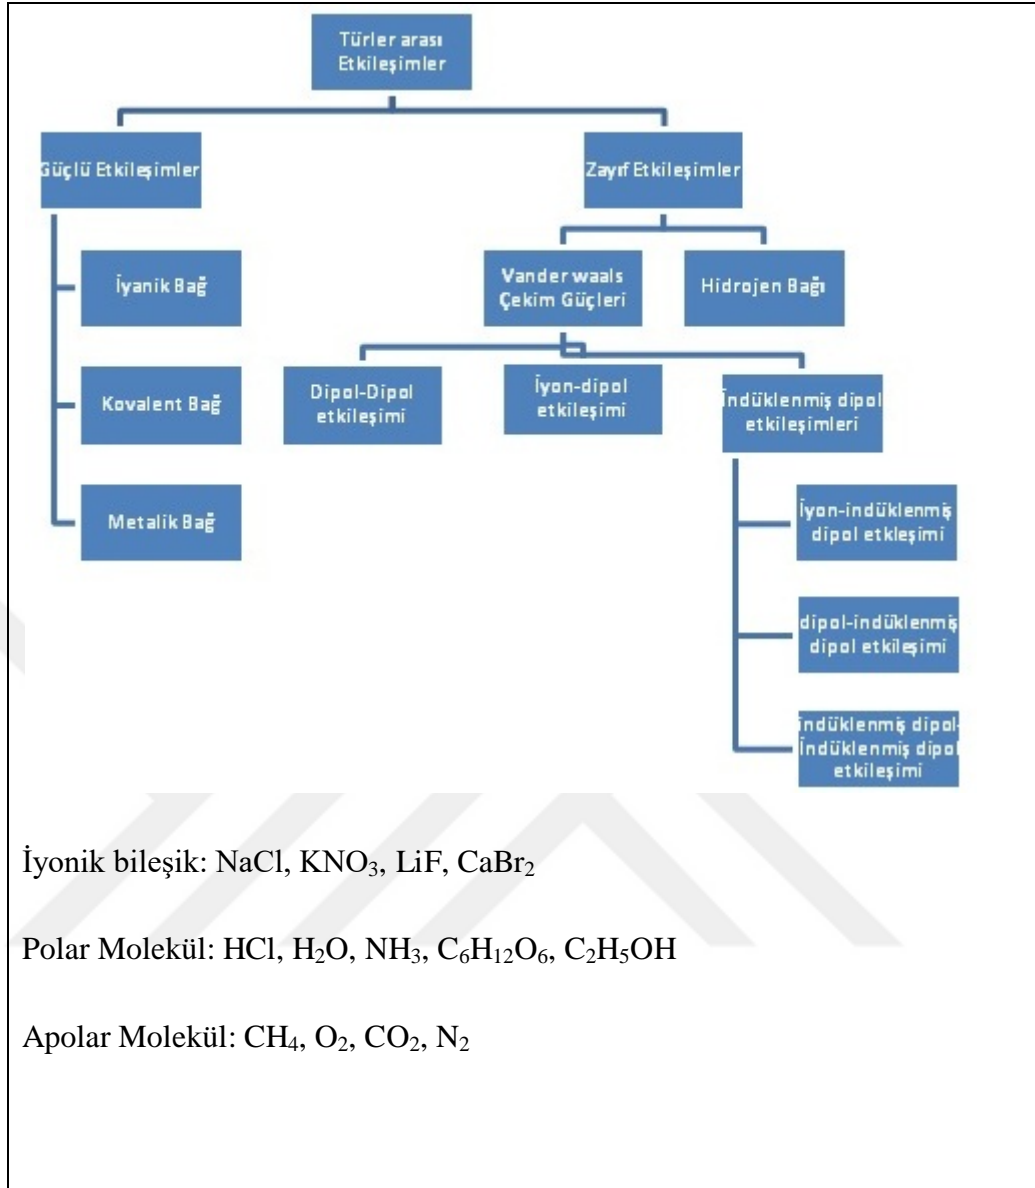 Türler arası
Etkileşimler
Güçlü Etkileşimler
Zayıf Etkileşimler
İyanik Bağ
Vander waals
Çekim Güçleri
Hidrojen Bağı
Kovalent Bağ
Dipol-Dipol
etkileşimi
İyon-dipol
etkileşimi
İndüklenmiş dipol
etkileşimleri
Metalik Bağ
İyon-indüklenmiş
dipol etkleşimi
dipol-indüklenmiş
dipol etkileşimi
indüklenmiş dipol-
İndüklenmiş dipol
etkileşimi
İyonik bileşik: NaCl, KNO₃, LiF, CaBr₂
Polar Molekül: HCl, H₂O, NH₃, C₆H₁₂O₆, C₂H₅OH
Apolar Molekül: CH₄, O₂, CO₂, N₂